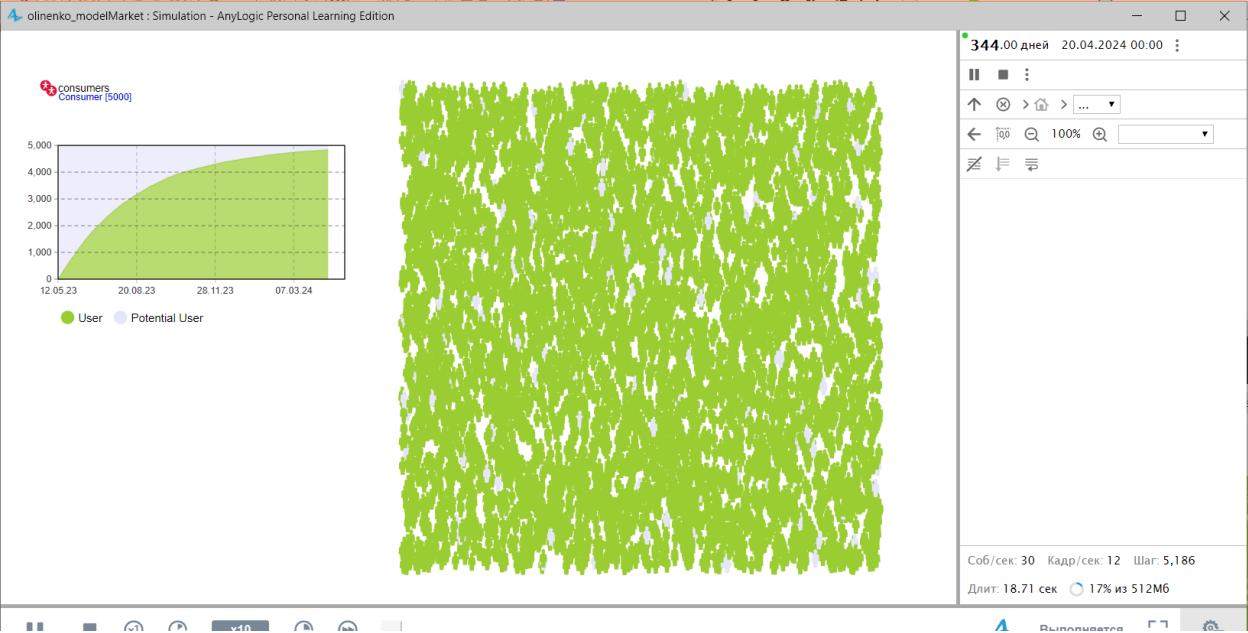 olinenko_modelMarket : Simulation - AnyLogic Personal Learning Edition
344.00 дней 20.04.2024 00:00
consumers
Consumer [5000]
...
100%
5,000
4,000
3,000
2,000
1,000
0
12.05.23 20.08.23 28.11.23 07.03.24
User Potential User
Соб/сек: 30 Кадр/сек: 12 Шаг: 5,186
Длит: 18.71 сек 17% из 512Мб
x1 x10 Выполняется